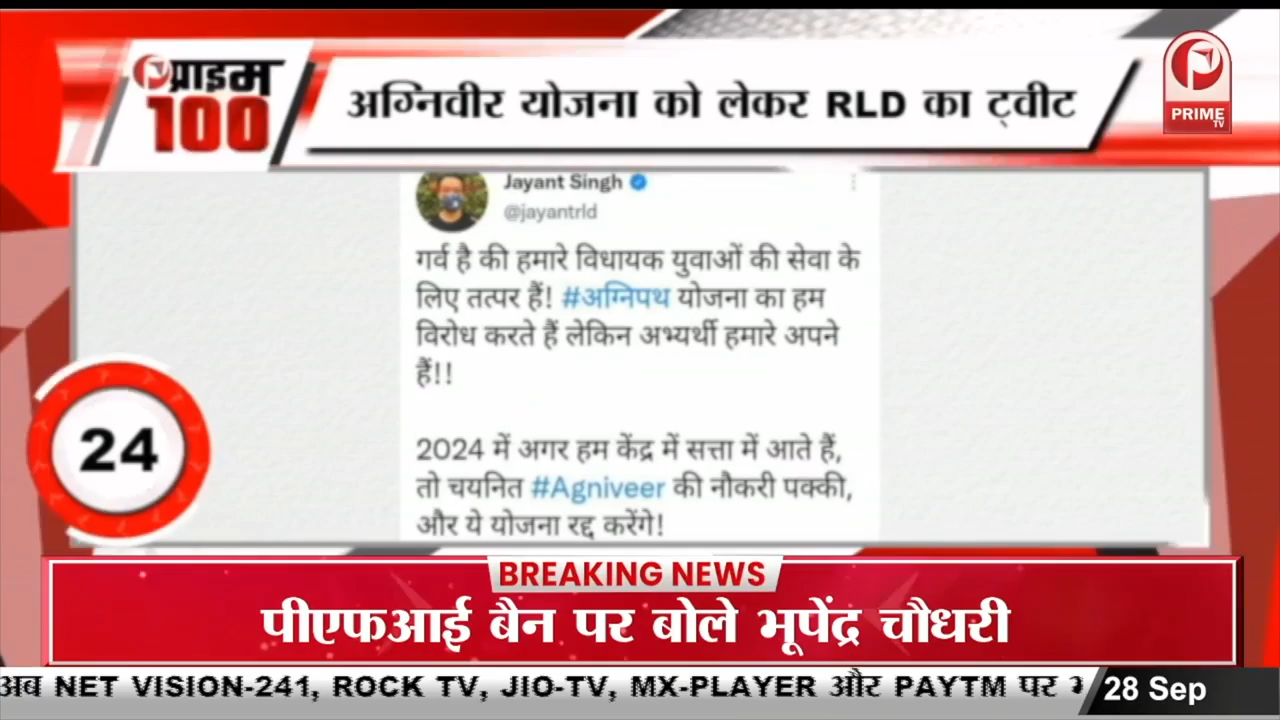 प्राइम
100
अग्निवीर योजना को लेकर RLD का ट्वीट
PRIME
TV
Jayant Singh
@jayantrld
गर्व है की हमारे विधायक युवाओं की सेवा के
लिए तत्पर हैं! #अग्निपथ योजना का हम
विरोध करते हैं लेकिन अभ्यर्थी हमारे अपने
हैं!!
2024 में अगर हम केंद्र में सत्ता में आते हैं,
तो चयनित #Agniveer की नौकरी पक्की,
और ये योजना रद्द करेंगे!
24
BREAKING NEWS
पीएफआई बैन पर बोले भूपेंद्र चौधरी
अब NET VISION-241, ROCK TV, JIO-TV, MX-PLAYER और PAYTM पर
28 Sep